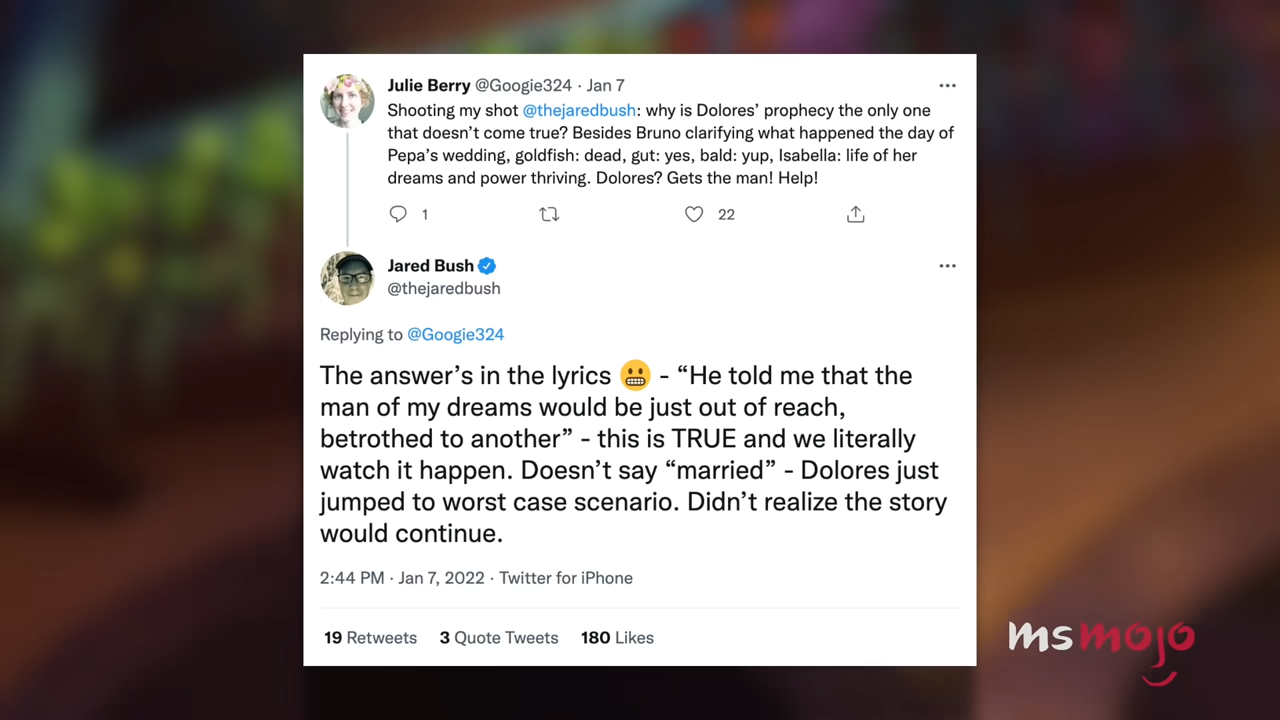 Julie Berry @Googie324 · Jan 7
Shooting my shot @thejaredbush: why is Dolores’ prophecy the only one
that doesn’t come true? Besides Bruno clarifying what happened the day of
Pepa’s wedding, goldfish: dead, gut: yes, bald: yup, Isabella: life of her
dreams and power thriving. Dolores? Gets the man! Help!
1 22
Jared Bush
@thejaredbush
Replying to @Googie324
The answer’s in the lyrics 😬 - “He told me that the
man of my dreams would be just out of reach,
betrothed to another” - this is TRUE and we literally
watch it happen. Doesn’t say “married” - Dolores just
jumped to worst case scenario. Didn’t realize the story
would continue.
2:44 PM · Jan 7, 2022 · Twitter for iPhone
19 Retweets 3 Quote Tweets 180 Likes
msmojo